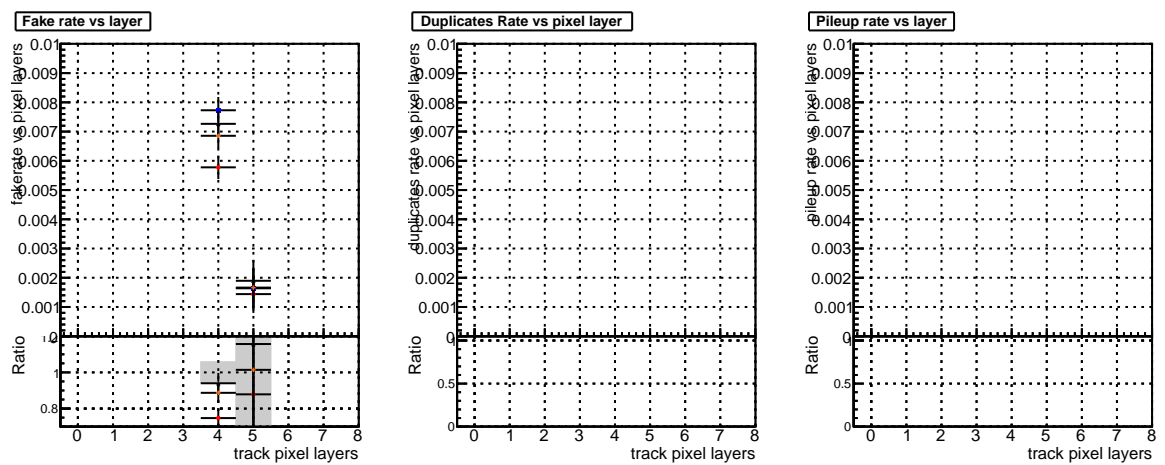 Fake rate vs layer
Duplicates Rate vs pixel layer
Pileup rate vs layer
fakerate vs pixel layers
0.01
0.009
0.008
0.007
0.006
0.005
0.004
0.003
0.002
0.001
0
Ratio
1
0.8
0 1 2 3 4 5 6 7 8
track pixel layers
duplicates rate vs pixel layers
0.01
0.009
0.008
0.007
0.006
0.005
0.004
0.003
0.002
0.001
0
Ratio
1
0.5
0
0 1 2 3 4 5 6 7 8
track pixel layers
pileup rate vs pixel layers
0.01
0.009
0.008
0.007
0.006
0.005
0.004
0.003
0.002
0.001
0
Ratio
1
0.5
0
0 1 2 3 4 5 6 7 8
track pixel layers